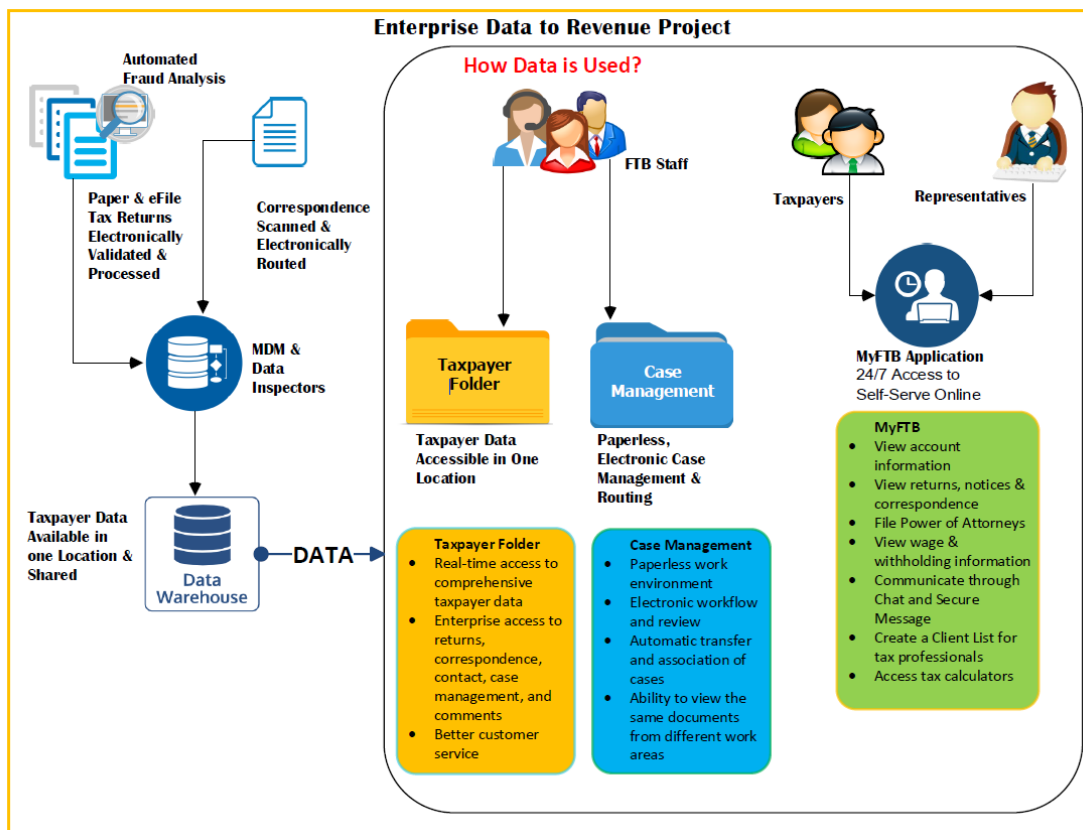 Enterprise Data to Revenue Project
Automated
Fraud Analysis
Paper & eFile
Tax Returns
Electronically
Validated &
Processed
Correspondence
Scanned &
Electronically
Routed
MDM &
Data
Inspectors
Taxpayer Data
Available in
one Location &
Shared
Data
Warehouse
DATA
How Data is Used?
FTB Staff
Taxpayer
Folder
Taxpayer Data
Accessible in One
Location
Case
Management
Paperless,
Electronic Case
Management &
Routing
Taxpayers
Representatives
MyFTB Application
24/7 Access to
Self-Serve Online
Taxpayer Folder
• Real-time access to
comprehensive
taxpayer data
• Enterprise access to
returns,
correspondence,
contact, case
management, and
comments
• Better customer
service
Case Management
• Paperless work
environment
• Electronic workflow
and review
• Automatic transfer
and association of
cases
• Ability to view the
same documents
from different work
areas
MyFTB
• View account
information
• View returns, notices &
correspondence
• File Power of Attorneys
• View wage &
withholding information
• Communicate through
Chat and Secure
Message
• Create a Client List for
tax professionals
• Access tax calculators